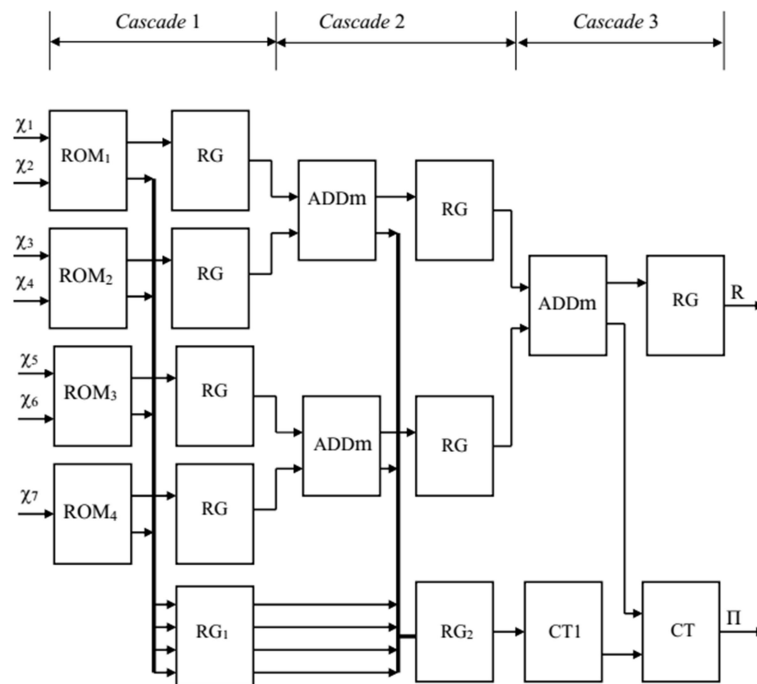 Cascade 1
Cascade 2
Cascade 3
χ1
χ2
ROM1
RG
ADDm
RG
χ3
χ4
ROM2
RG
ADDm
RG
R
χ5
χ6
ROM3
RG
ADDm
RG
χ7
ROM4
RG
RG1
RG2
CT1
CT
Π